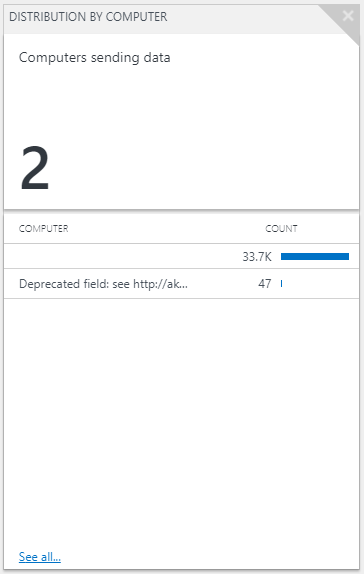 DISTRIBUTION BY COMPUTER
Computers sending data
2
COMPUTER COUNT
33.7K
Deprecated field: see http://ak... 47
See all...